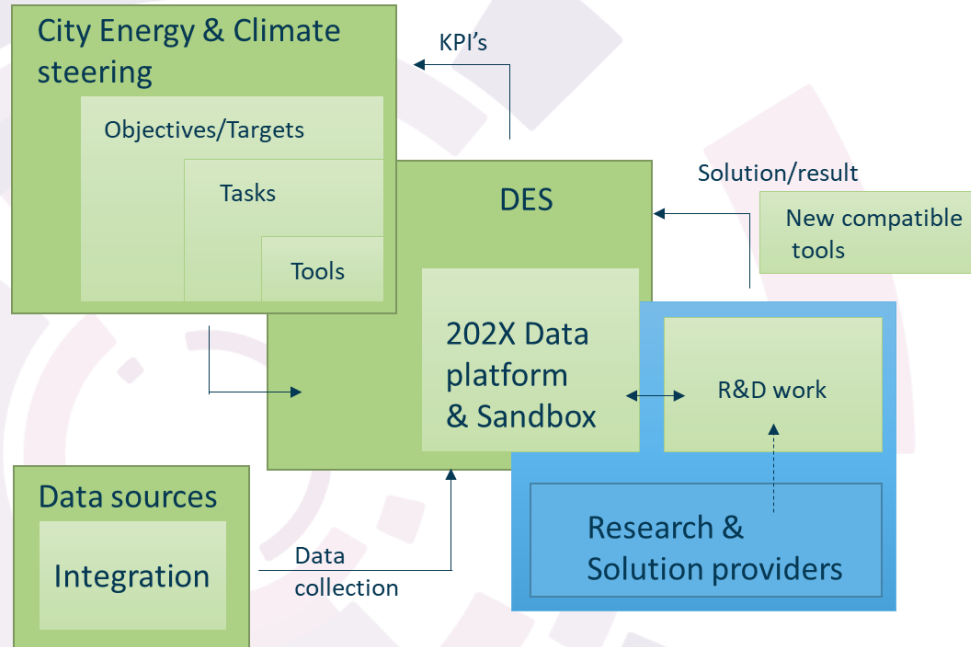 City Energy & Climate
steering
KPI's
Objectives/Targets
Tasks
Tools
DES
Solution/result
New compatible
tools
202X Data
platform
& Sandbox
R&D work
Data sources
Integration
Data
collection
Research &
Solution providers